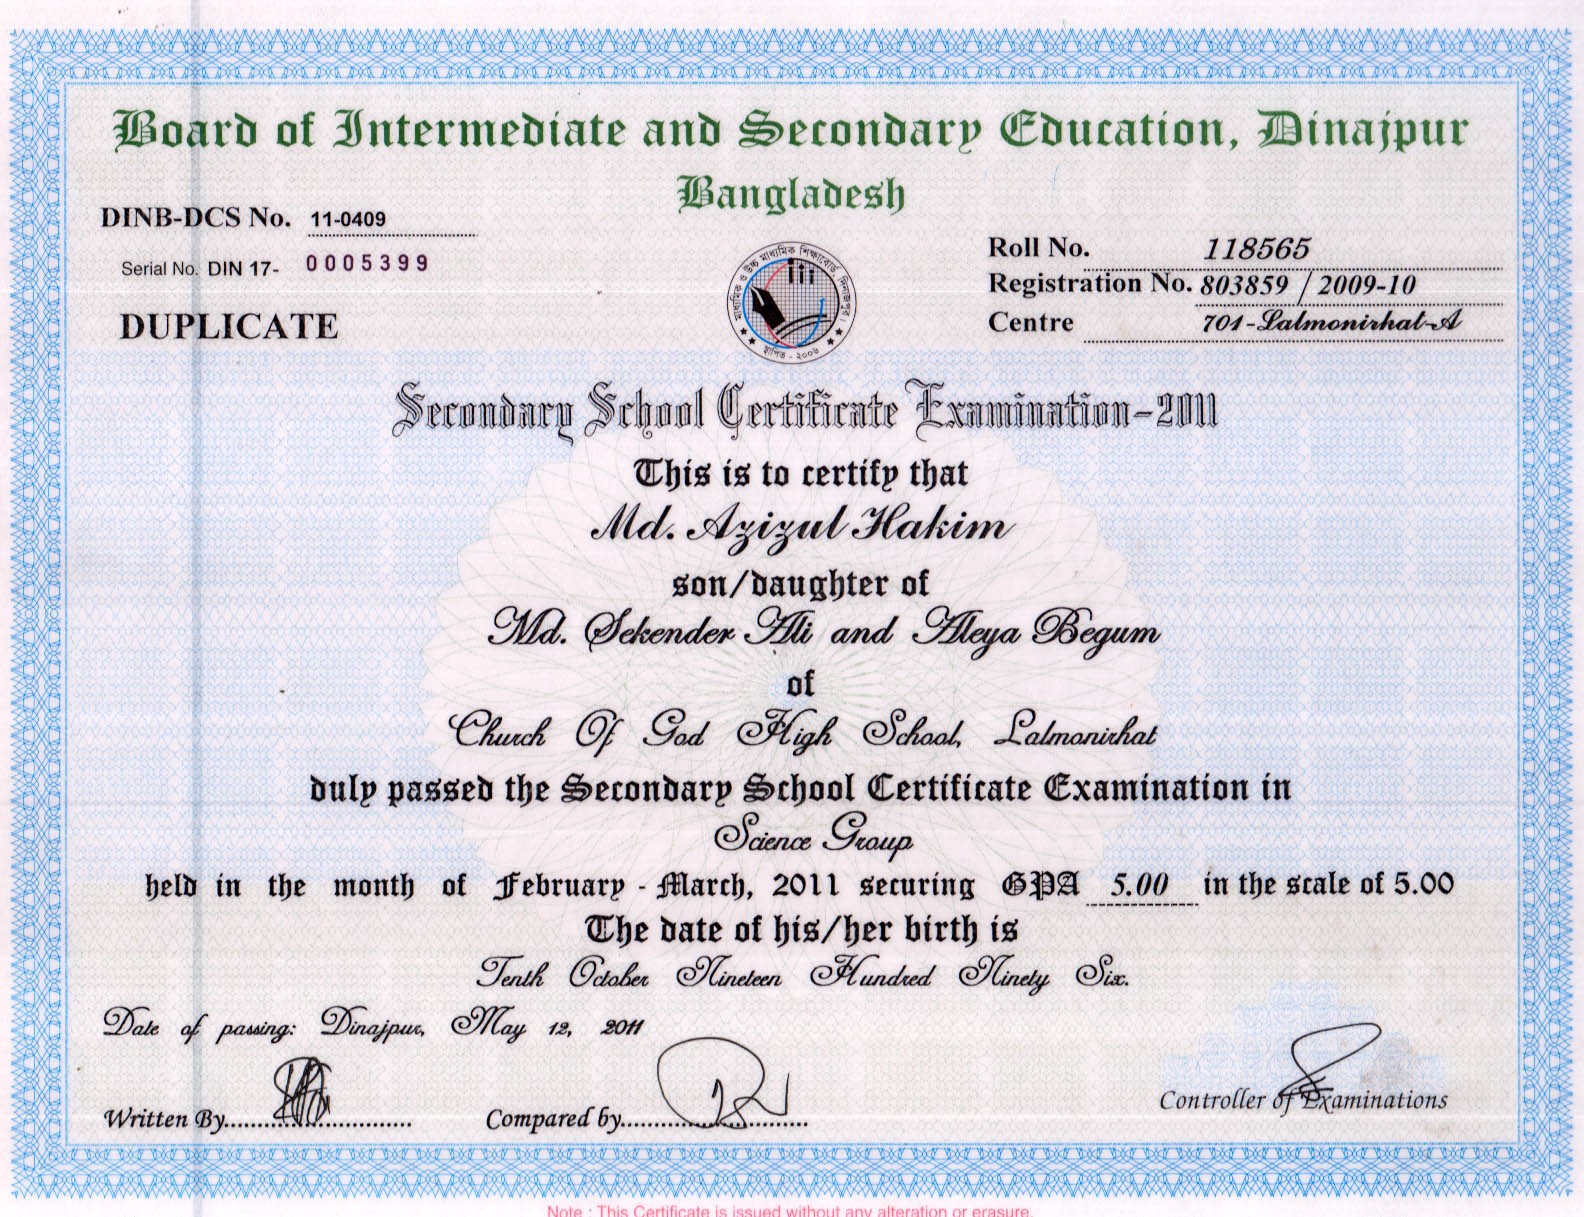 Board of Intermediate and Secondary Education, Dinajpur
Bangladesh
DINB-DCS No. 11-0409
Serial No. DIN 17- 0005399
DUPLICATE
মাধ্যমিক ও উচ্চ মাধ্যমিক শিক্ষাবোর্ড দিনাজপুর
স্থাপিত - ২০০৬
Roll No. 118565
Registration No. 803859 / 2009-10
Centre 701-Lalmonirhat-A
Secondary School Certificate Examination-2011
This is to certify that
Md. Azizul Hakim
son/daughter of
Md. Sekender Ali and Aleya Begum
of
Church Of God High School, Lalmonirhat
duly passed the Secondary School Certificate Examination in
Science Group
held in the month of February - March, 2011 securing GPA 5.00 in the scale of 5.00
The date of his/her birth is
Tenth October Nineteen Hundred Ninety Six.
Date of passing: Dinajpur, May 12, 2011
Written By..............................
Compared by..............................
Controller of Examinations
Note : This Certificate is issued without any alteration or erasure.